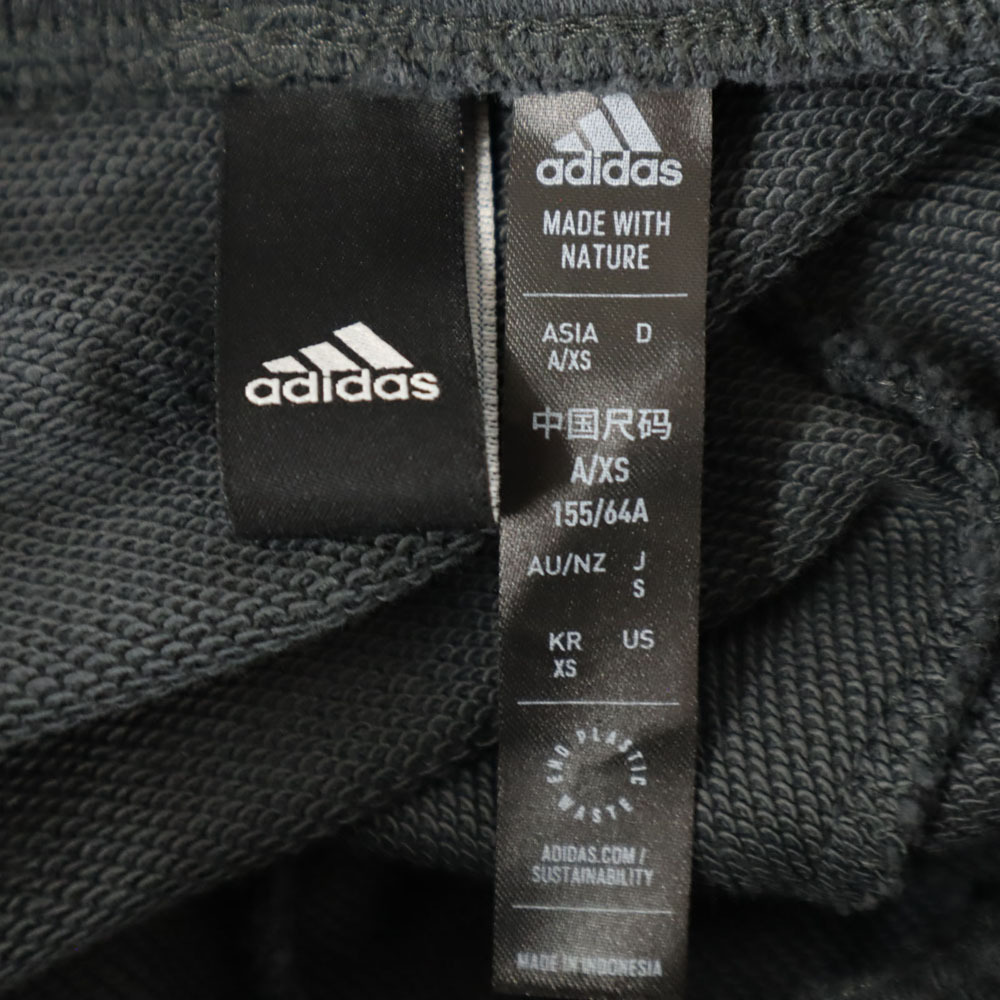 adidas
adidas
MADE WITH
NATURE
ASIA D
A/XS
中国尺码
A/XS
155/64A
AU/NZ J
S
KR US
XS
END PLASTIC WASTE
ADIDAS.COM/
SUSTAINABILITY
MADE IN INDONESIA